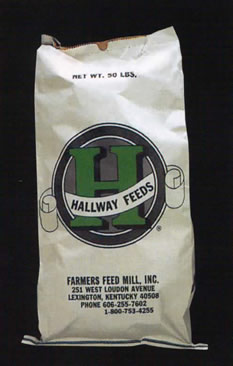 NET WT. 50 LBS.
H
HALLWAY FEEDS
®
FARMERS FEED MILL, INC.
251 WEST LOUDON AVENUE
LEXINGTON, KENTUCKY 40508
PHONE 606-255-7602
1-800-753-4255